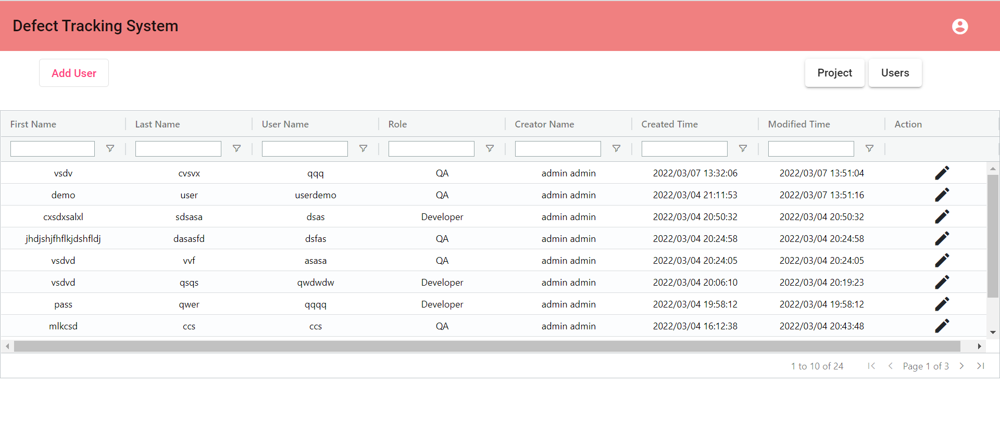 Defect Tracking System
Add User Project Users
First Name Last Name User Name Role Creator Name Created Time Modified Time Action
vsdv cvsvx qqq QA admin admin 2022/03/07 13:32:06 2022/03/07 13:51:04
demo user userdemo QA admin admin 2022/03/04 21:11:53 2022/03/07 13:51:16
cxsdxsalxl sdsasa dsas Developer admin admin 2022/03/04 20:50:32 2022/03/04 20:50:32
jhdjshjfhflkjdshfldj dasasfd dsfas QA admin admin 2022/03/04 20:24:58 2022/03/04 20:24:58
vsdvd vvf asasa QA admin admin 2022/03/04 20:24:05 2022/03/04 20:24:05
vsdvd qsqs qwdwdw Developer admin admin 2022/03/04 20:06:10 2022/03/04 20:19:23
pass qwer qqqq Developer admin admin 2022/03/04 19:58:12 2022/03/04 19:58:12
mlkcsd ccs ccs QA admin admin 2022/03/04 16:12:38 2022/03/04 20:43:48
1 to 10 of 24 Page 1 of 3